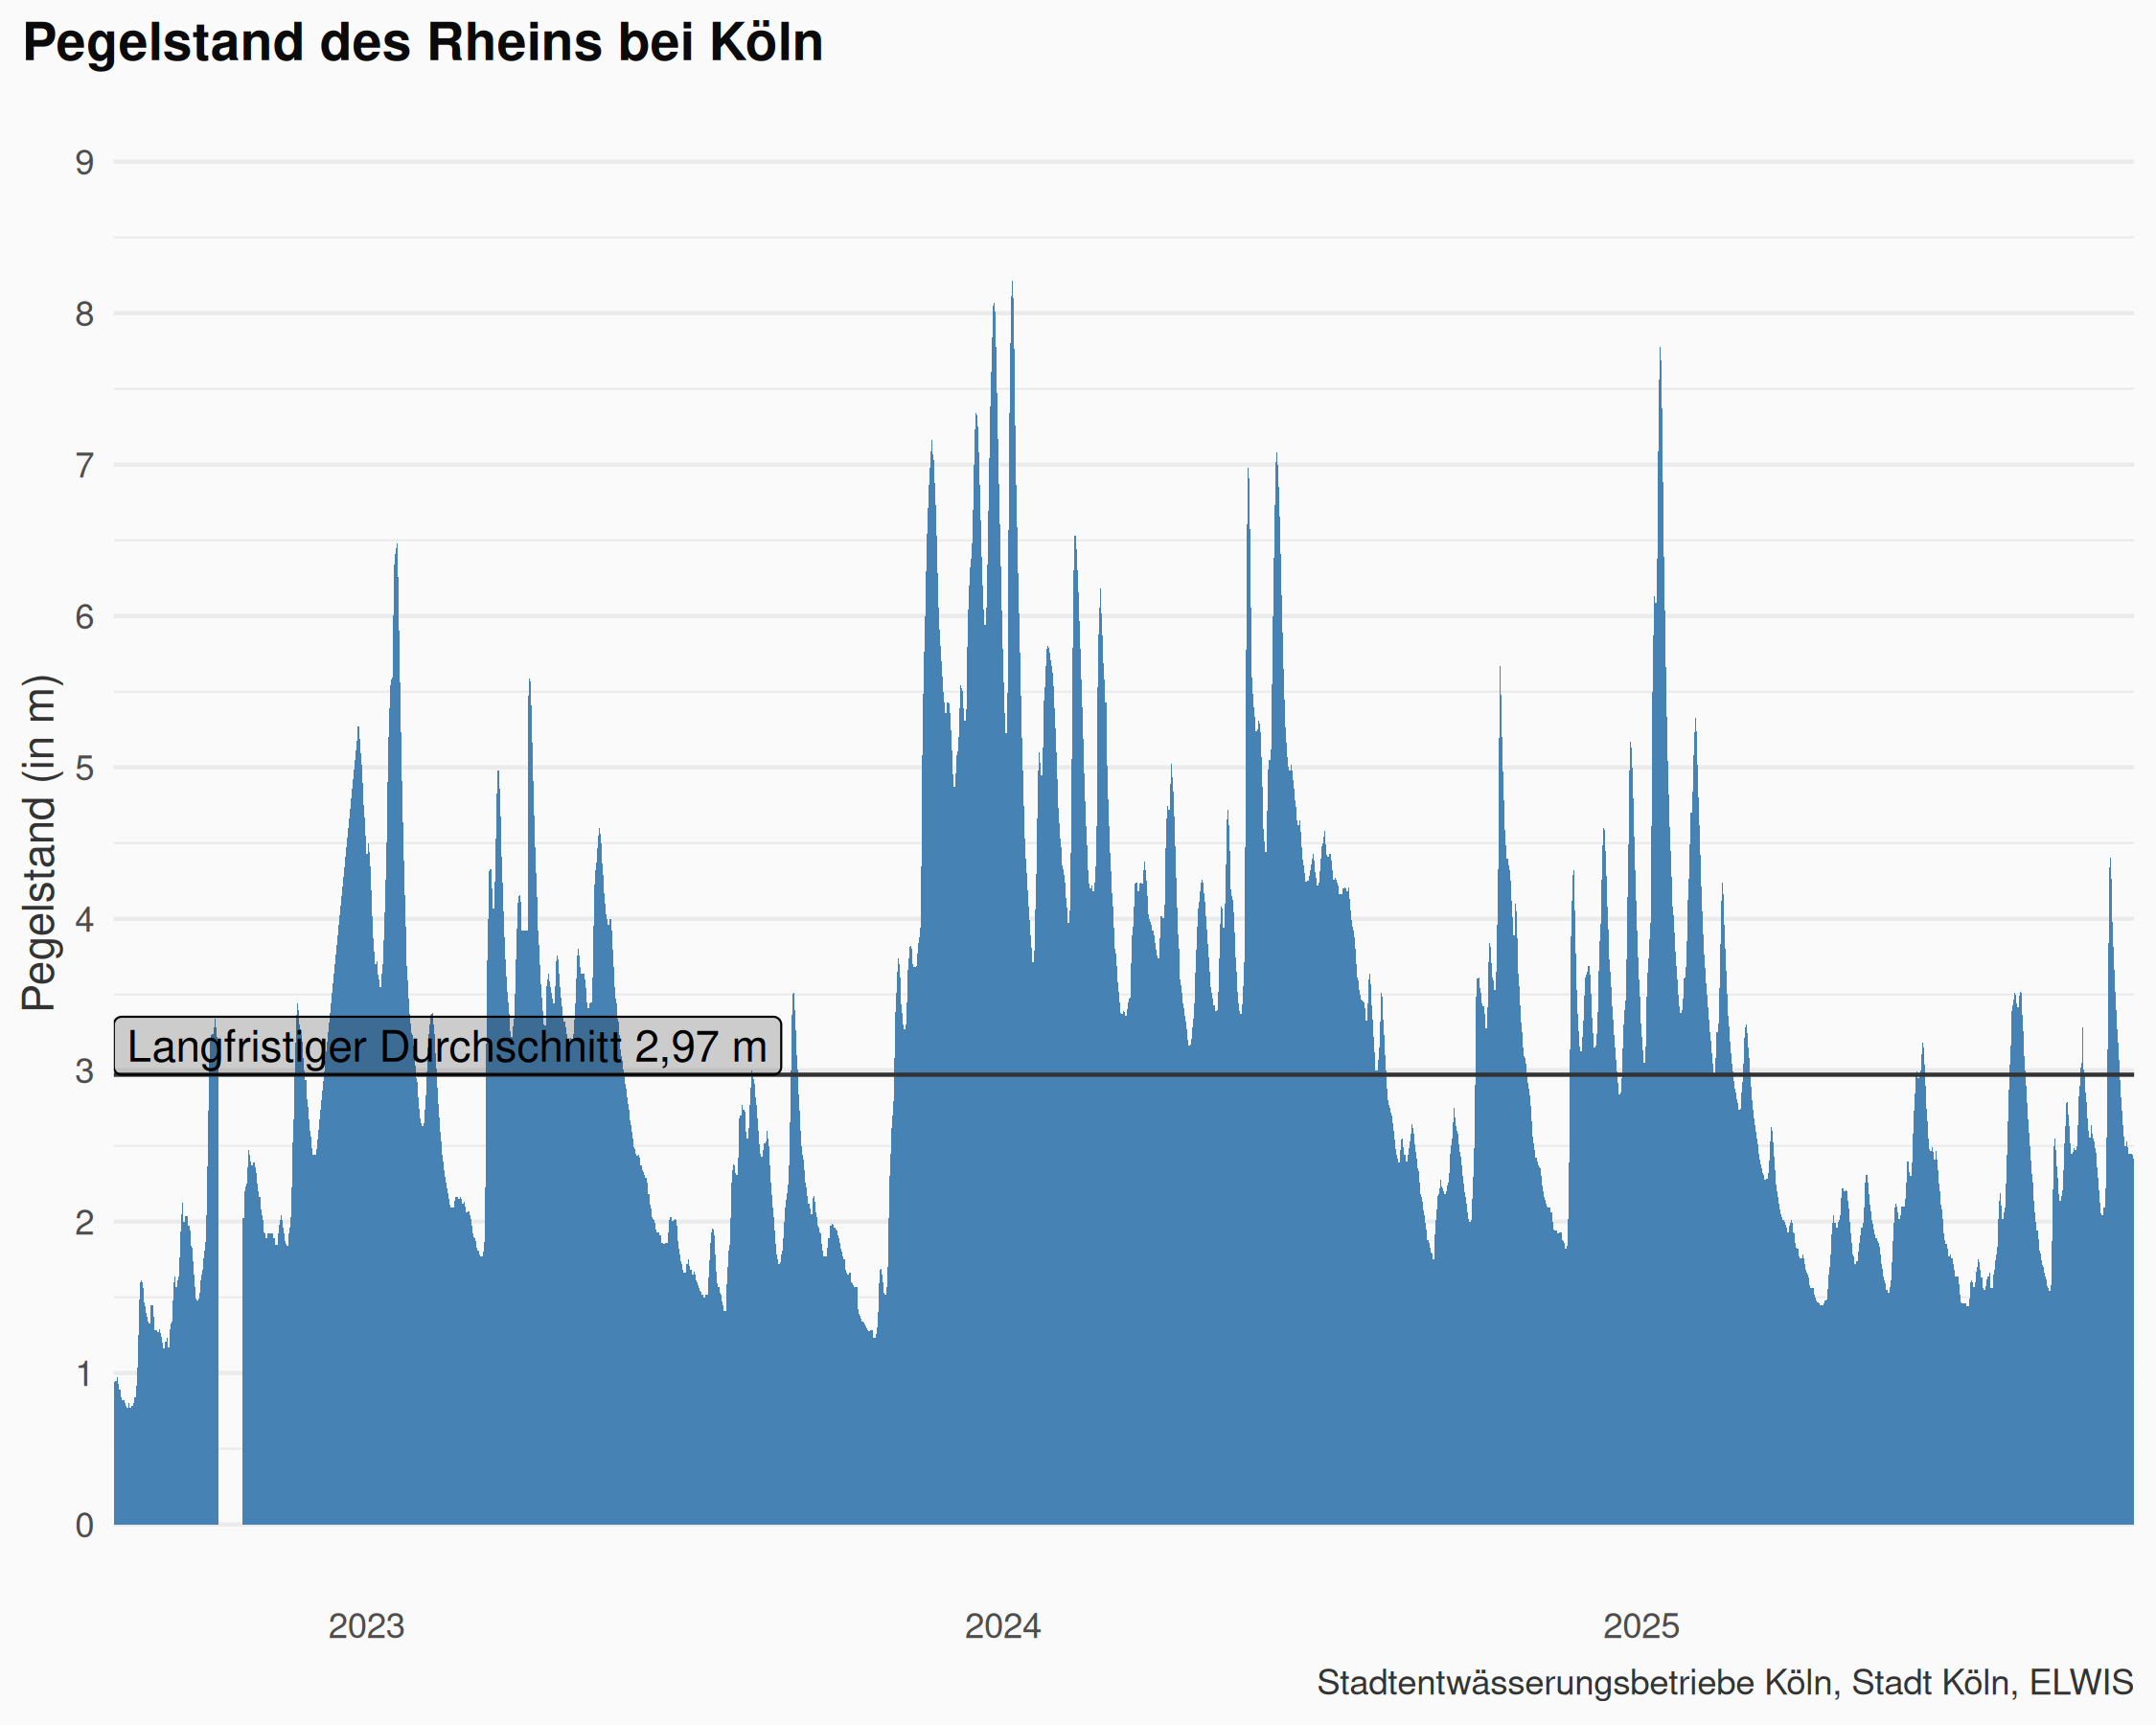 Pegelstand des Rheins bei Köln
Pegelstand (in m)
9
8
7
6
5
4
3
2
1
0
Langfristiger Durchschnitt 2,97 m
2023 2024 2025
Stadtentwässerungsbetriebe Köln, Stadt Köln, ELWIS